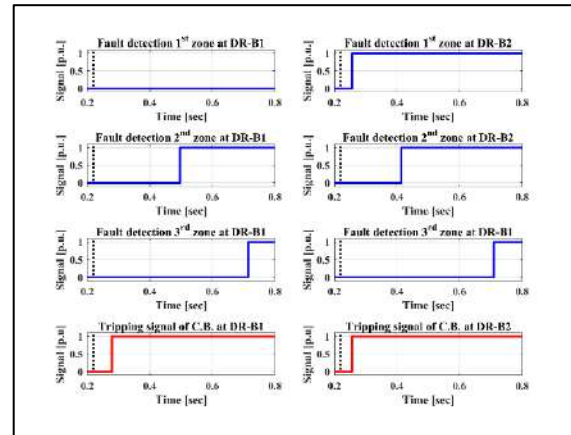 Fault detection 1st zone at DR-B1
Signal [p.u.]
1
0.5
0
0.2 0.4 0.6 0.8
Time [sec]
Fault detection 1st zone at DR-B2
Signal [p.u.]
1
0.5
0
0.2 0.4 0.6 0.8
Time [sec]
Fault detection 2nd zone at DR-B1
Signal [p.u.]
1
0.5
0
0.2 0.4 0.6 0.8
Time [sec]
Fault detection 2nd zone at DR-B2
Signal [p.u.]
1
0.5
0
0.2 0.4 0.6 0.8
Time [sec]
Fault detection 3rd zone at DR-B1
Signal [p.u.]
1
0.5
0
0.2 0.4 0.6 0.8
Time [sec]
Fault detection 3rd zone at DR-B1
Signal [p.u.]
1
0.5
0
0.2 0.4 0.6 0.8
Time [sec]
Tripping signal of C.B. at DR-B1
Signal [p.u]
1
0.5
0
0.2 0.4 0.6 0.8
Time [sec]
Tripping signal of C.B. at DR-B2
Signal [p.u.]
1
0.5
0
0.2 0.4 0.6 0.8
Time [sec]